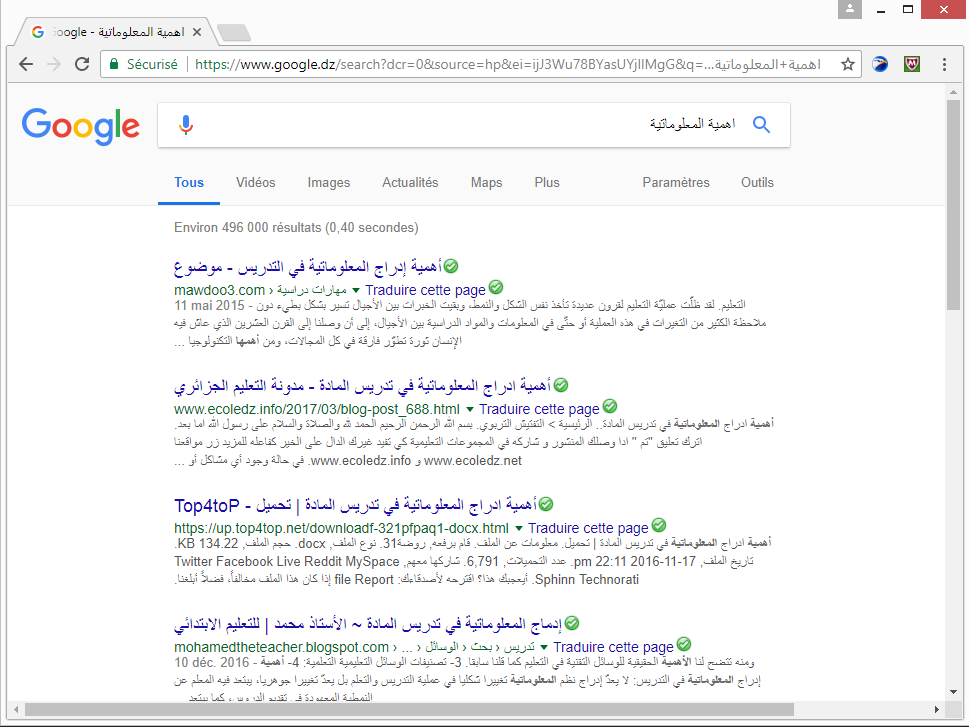 اهمية المعلوماتية - Google
Sécurisé https://www.google.dz/search?dcr=0&source=hp&ei=ijJ3Wu78BYasUYjIlMgG&q=اهمية+المعلوماتية...
Google
اهمية المعلوماتية
Tous Vidéos Images Actualités Maps Plus Paramètres Outils
Environ 496 000 résultats (0,40 secondes)
أهمية إدراج المعلوماتية في التدريس - موضوع
mawdoo3.com › مهارات دراسية Traduire cette page
11 mai 2015 - التعليم. لقد ظلّت عمليّة التعليم لقرون عديدة تأخذ نفس الشكل والنمط، وبقيت الخبرات بين الأجيال تسير بشكل بطيء دون
ملاحظة الكثير من التغيرات في هذه العملية أو حتّى في المعلومات والمواد الدراسية بين الأجيال، إلى أن وصلنا إلى القرن العشرين الذي عاش فيه
الإنسان ثورة تطوّر فارقة في كل المجالات، ومن أهمها التكنولوجيا ...
أهمية ادراج المعلوماتية في تدريس المادة - مدونة التعليم الجزائري
www.ecoledz.info/2017/03/blog-post_688.html Traduire cette page
أهمية ادراج المعلوماتية في تدريس المادة.. الرئيسية > التفتيش التربوي. بسم الله الرحمن الرحيم الحمد لله والصلاة والسلام على رسول الله اما بعد.
اترك تعليق "تم " اذا وصلك المنشور و شاركه في المجموعات التعليمية كي تفيد غيرك الدال على الخير كفاعله للمزيد زر مواقعنا
www.ecoledz.net و www.ecoledz.info. في حالة وجود أي مشاكل أو ...
أهمية ادراج المعلوماتية في تدريس المادة | تحميل - Top4toP
https://up.top4top.net/downloadf-321pfpaq1-docx.html Traduire cette page
أهمية ادراج المعلوماتية في تدريس المادة | تحميل. معلومات عن الملف. قام برفعه, روضة31. نوع الملف, docx. حجم الملف, 134.22 KB.
تاريخ الملف, 17-11-2016 22:11 pm. عدد التحميلات, 6,791. شاركها معهم, Twitter Facebook Live Reddit MySpace
Sphinn Technorati. أيعجبك هذا؟ اقترحه لأصدقاءك: file Report إذا كان هذا الملف مخالفاً، فضلاً أبلغنا.
إدماج المعلوماتية في تدريس المادة ~ الأستاذ محمد | للتعليم الابتدائي
mohamedtheteacher.blogspot.com › ... › تدريس › بحث › الوسائل Traduire cette page
10 déc. 2016 - ومنه تتضح لنا الأهمية الحقيقية للوسائل التقنية في التعليم كما قلنا سابقا. 3- تصنيفات الوسائل التعليمية التعلمية: 4- أهمية
إدراج المعلوماتية في التدريس: لا يعدّ إدراج نظم المعلوماتية تغييرا شكليا في عملية التدريس والتعلم بل يعدّ تغييرا جوهريا، يبتعد فيه المعلم عن
النمطية المعهودة في تقديم الدروس، كما يبتعد